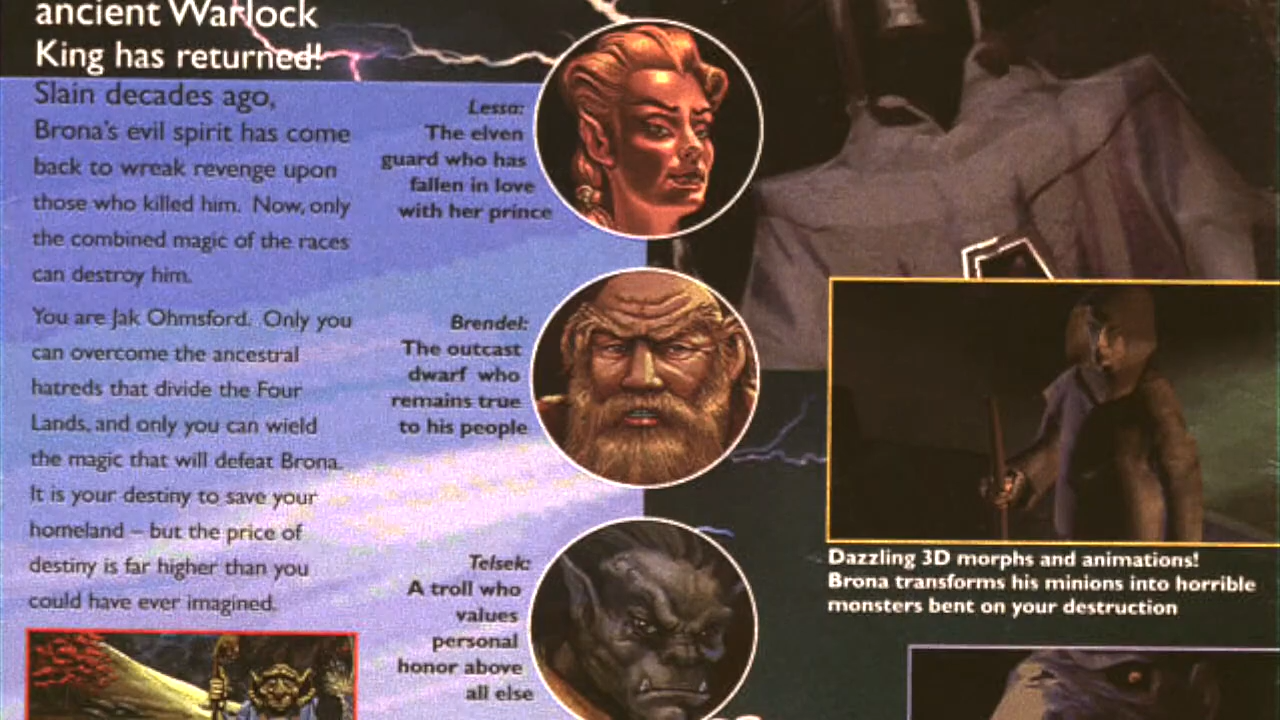 ancient Warlock
King has returned!
Slain decades ago,
Brona's evil spirit has come
back to wreak revenge upon
those who killed him. Now, only
the combined magic of the races
can destroy him.
You are Jak Ohmsford. Only you
can overcome the ancestral
hatreds that divide the Four
Lands, and only you can wield
the magic that will defeat Brona.
It is your destiny to save your
homeland – but the price of
destiny is far higher than you
could have ever imagined.
Lessa:
The elven
guard who has
fallen in love
with her prince
Brendel:
The outcast
dwarf who
remains true
to his people
Telsek:
A troll who
values
personal
honor above
all else
Dazzling 3D morphs and animations!
Brona transforms his minions into horrible
monsters bent on your destruction